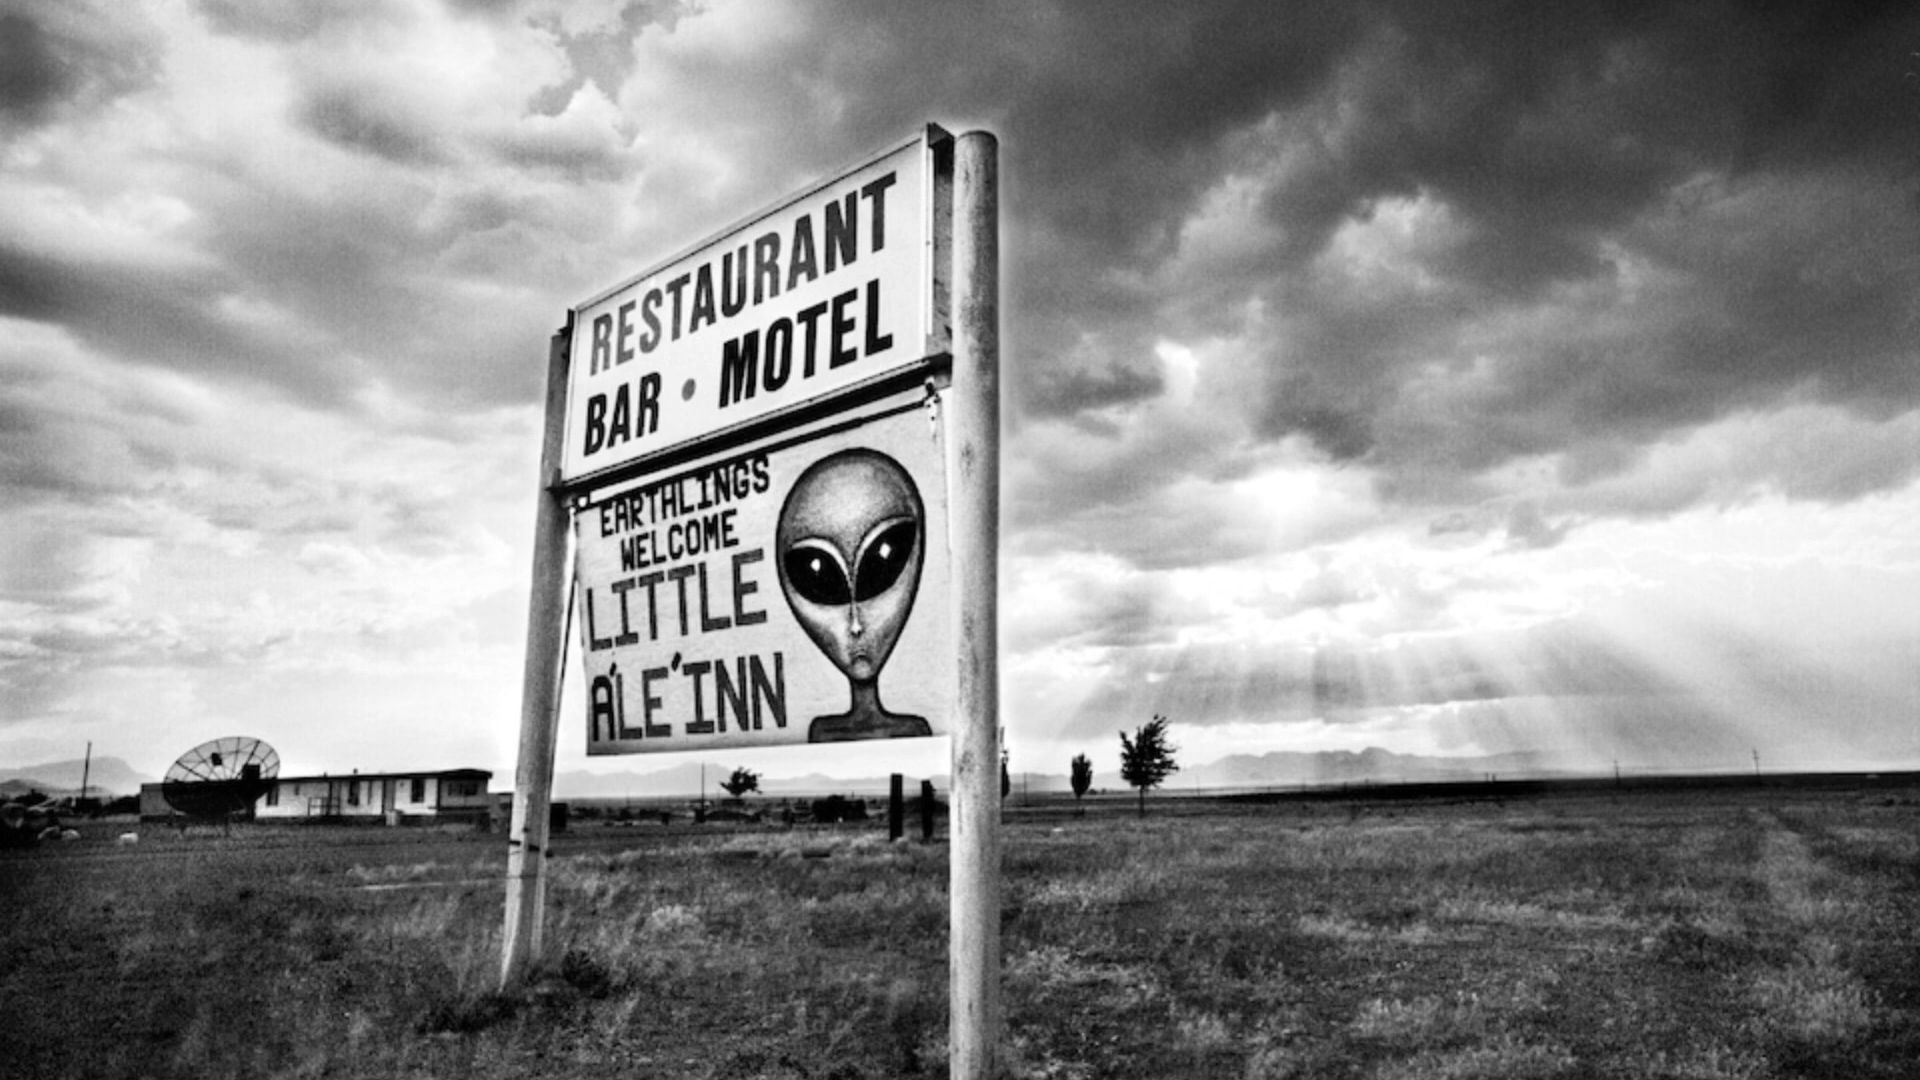 RESTAURANT
BAR • MOTEL
EARTHLINGS
WELCOME
LITTLE
A'LE'INN